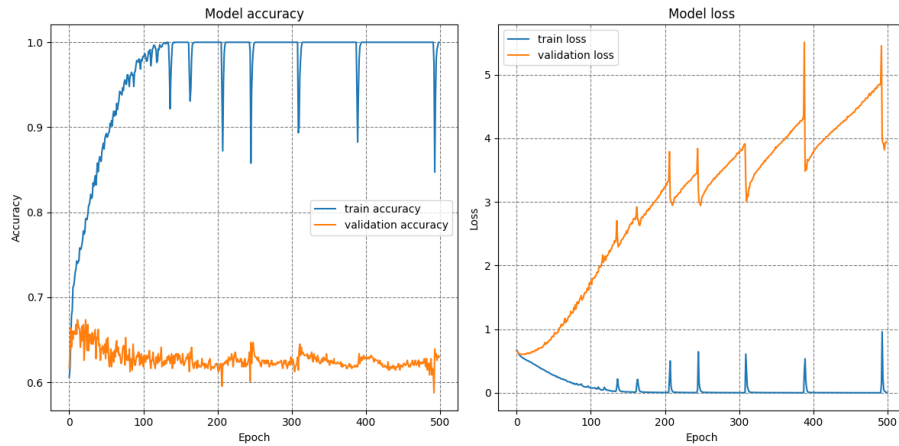 Model accuracy
1.0
0.9
0.8
0.7
0.6
Accuracy
train accuracy
validation accuracy
0
100
200
300
400
500
Epoch
Model loss
train loss
validation loss
5
4
3
2
1
0
Loss
0
100
200
300
400
500
Epoch